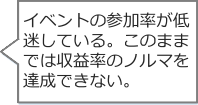 イベントの参加率が低
迷している。このまま
では収益率のノルマを
達成できない。